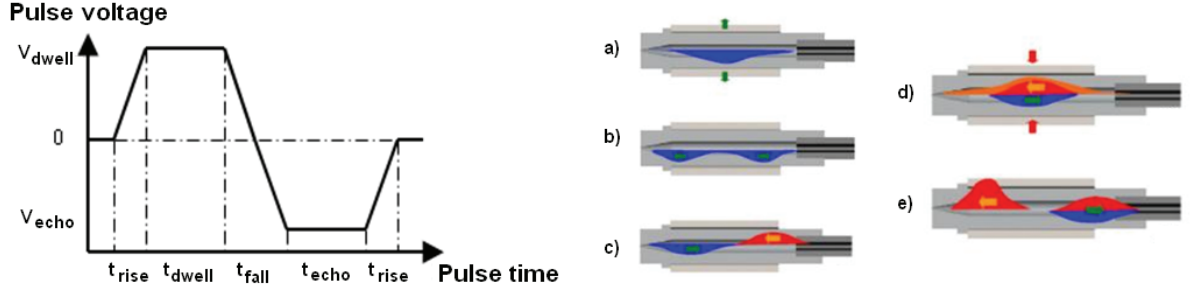 Pulse voltage
Vdwell
0
Vecho
trise tdwell tfall techo trise Pulse time
a)
b)
c)
d)
e)